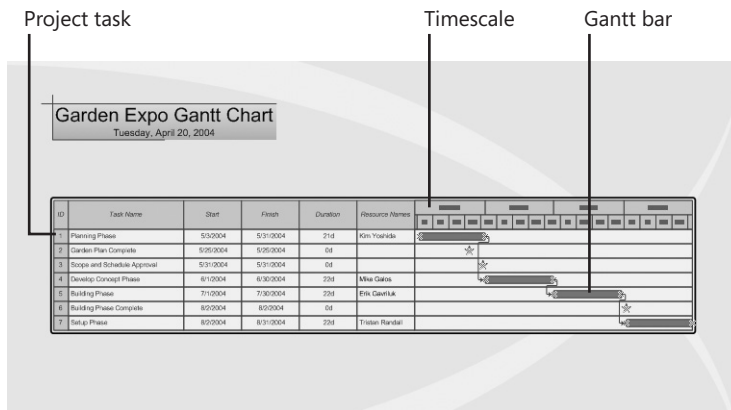 Project task Timescale Gantt bar
Garden Expo Gantt Chart
Tuesday, April 20, 2004
ID Task Name Start Finish Duration Resource Names
1 Planning Phase 5/3/2004 5/31/2004 21d Kim Yoshida
2 Garden Plan Complete 5/25/2004 5/25/2004 0d
3 Scope and Schedule Approval 5/31/2004 5/31/2004 0d
4 Develop Concept Phase 6/1/2004 6/30/2004 22d Mike Galos
5 Building Phase 7/1/2004 7/30/2004 22d Erik Gavriluk
6 Building Phase Complete 8/2/2004 8/2/2004 0d
7 Setup Phase 8/2/2004 8/31/2004 22d Tristan Randall